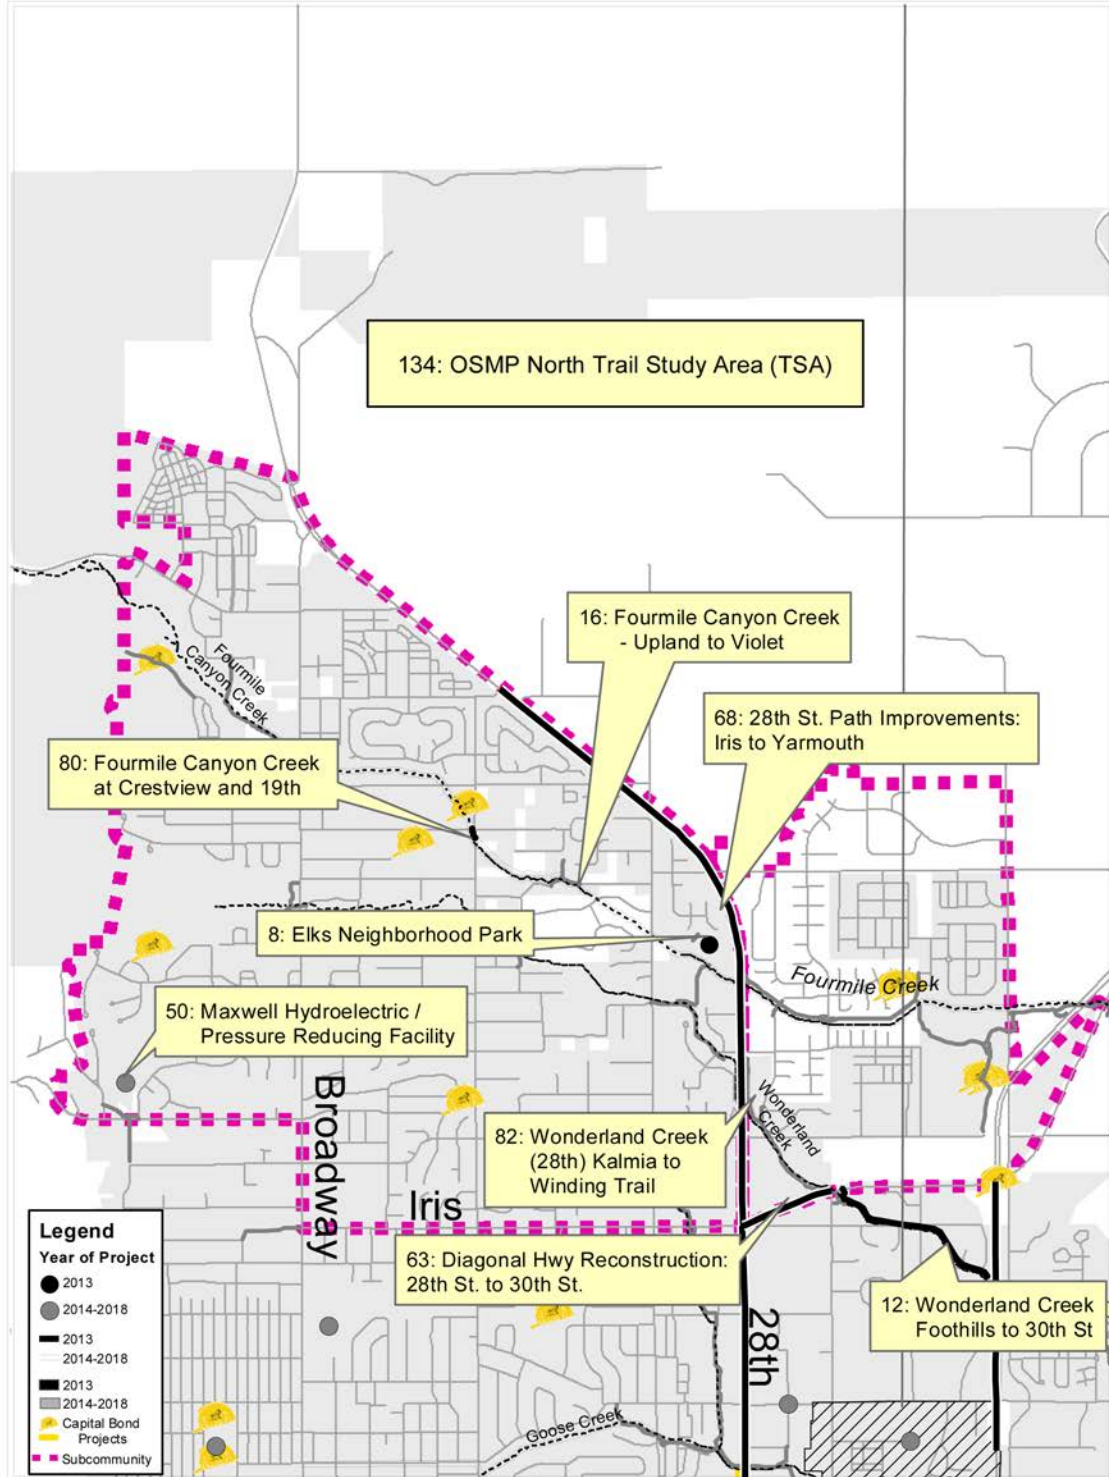 134: OSMP North Trail Study Area (TSA)
16: Fourmile Canyon Creek
- Upland to Violet
Fourmile
Canyon Creek
68: 28th St. Path Improvements:
Iris to Yarmouth
80: Fourmile Canyon Creek
at Crestview and 19th
8: Elks Neighborhood Park
Fourmile Creek
50: Maxwell Hydroelectric /
Pressure Reducing Facility
Broadway
Wonderland
Creek
82: Wonderland Creek
(28th) Kalmia to
Winding Trail
Iris
63: Diagonal Hwy Reconstruction:
28th St. to 30th St.
12: Wonderland Creek
Foothills to 30th St
28th
Goose Creek
Legend
Year of Project
2013
2014-2018
2013
2014-2018
2013
2014-2018
Capital Bond
Projects
Subcommunity